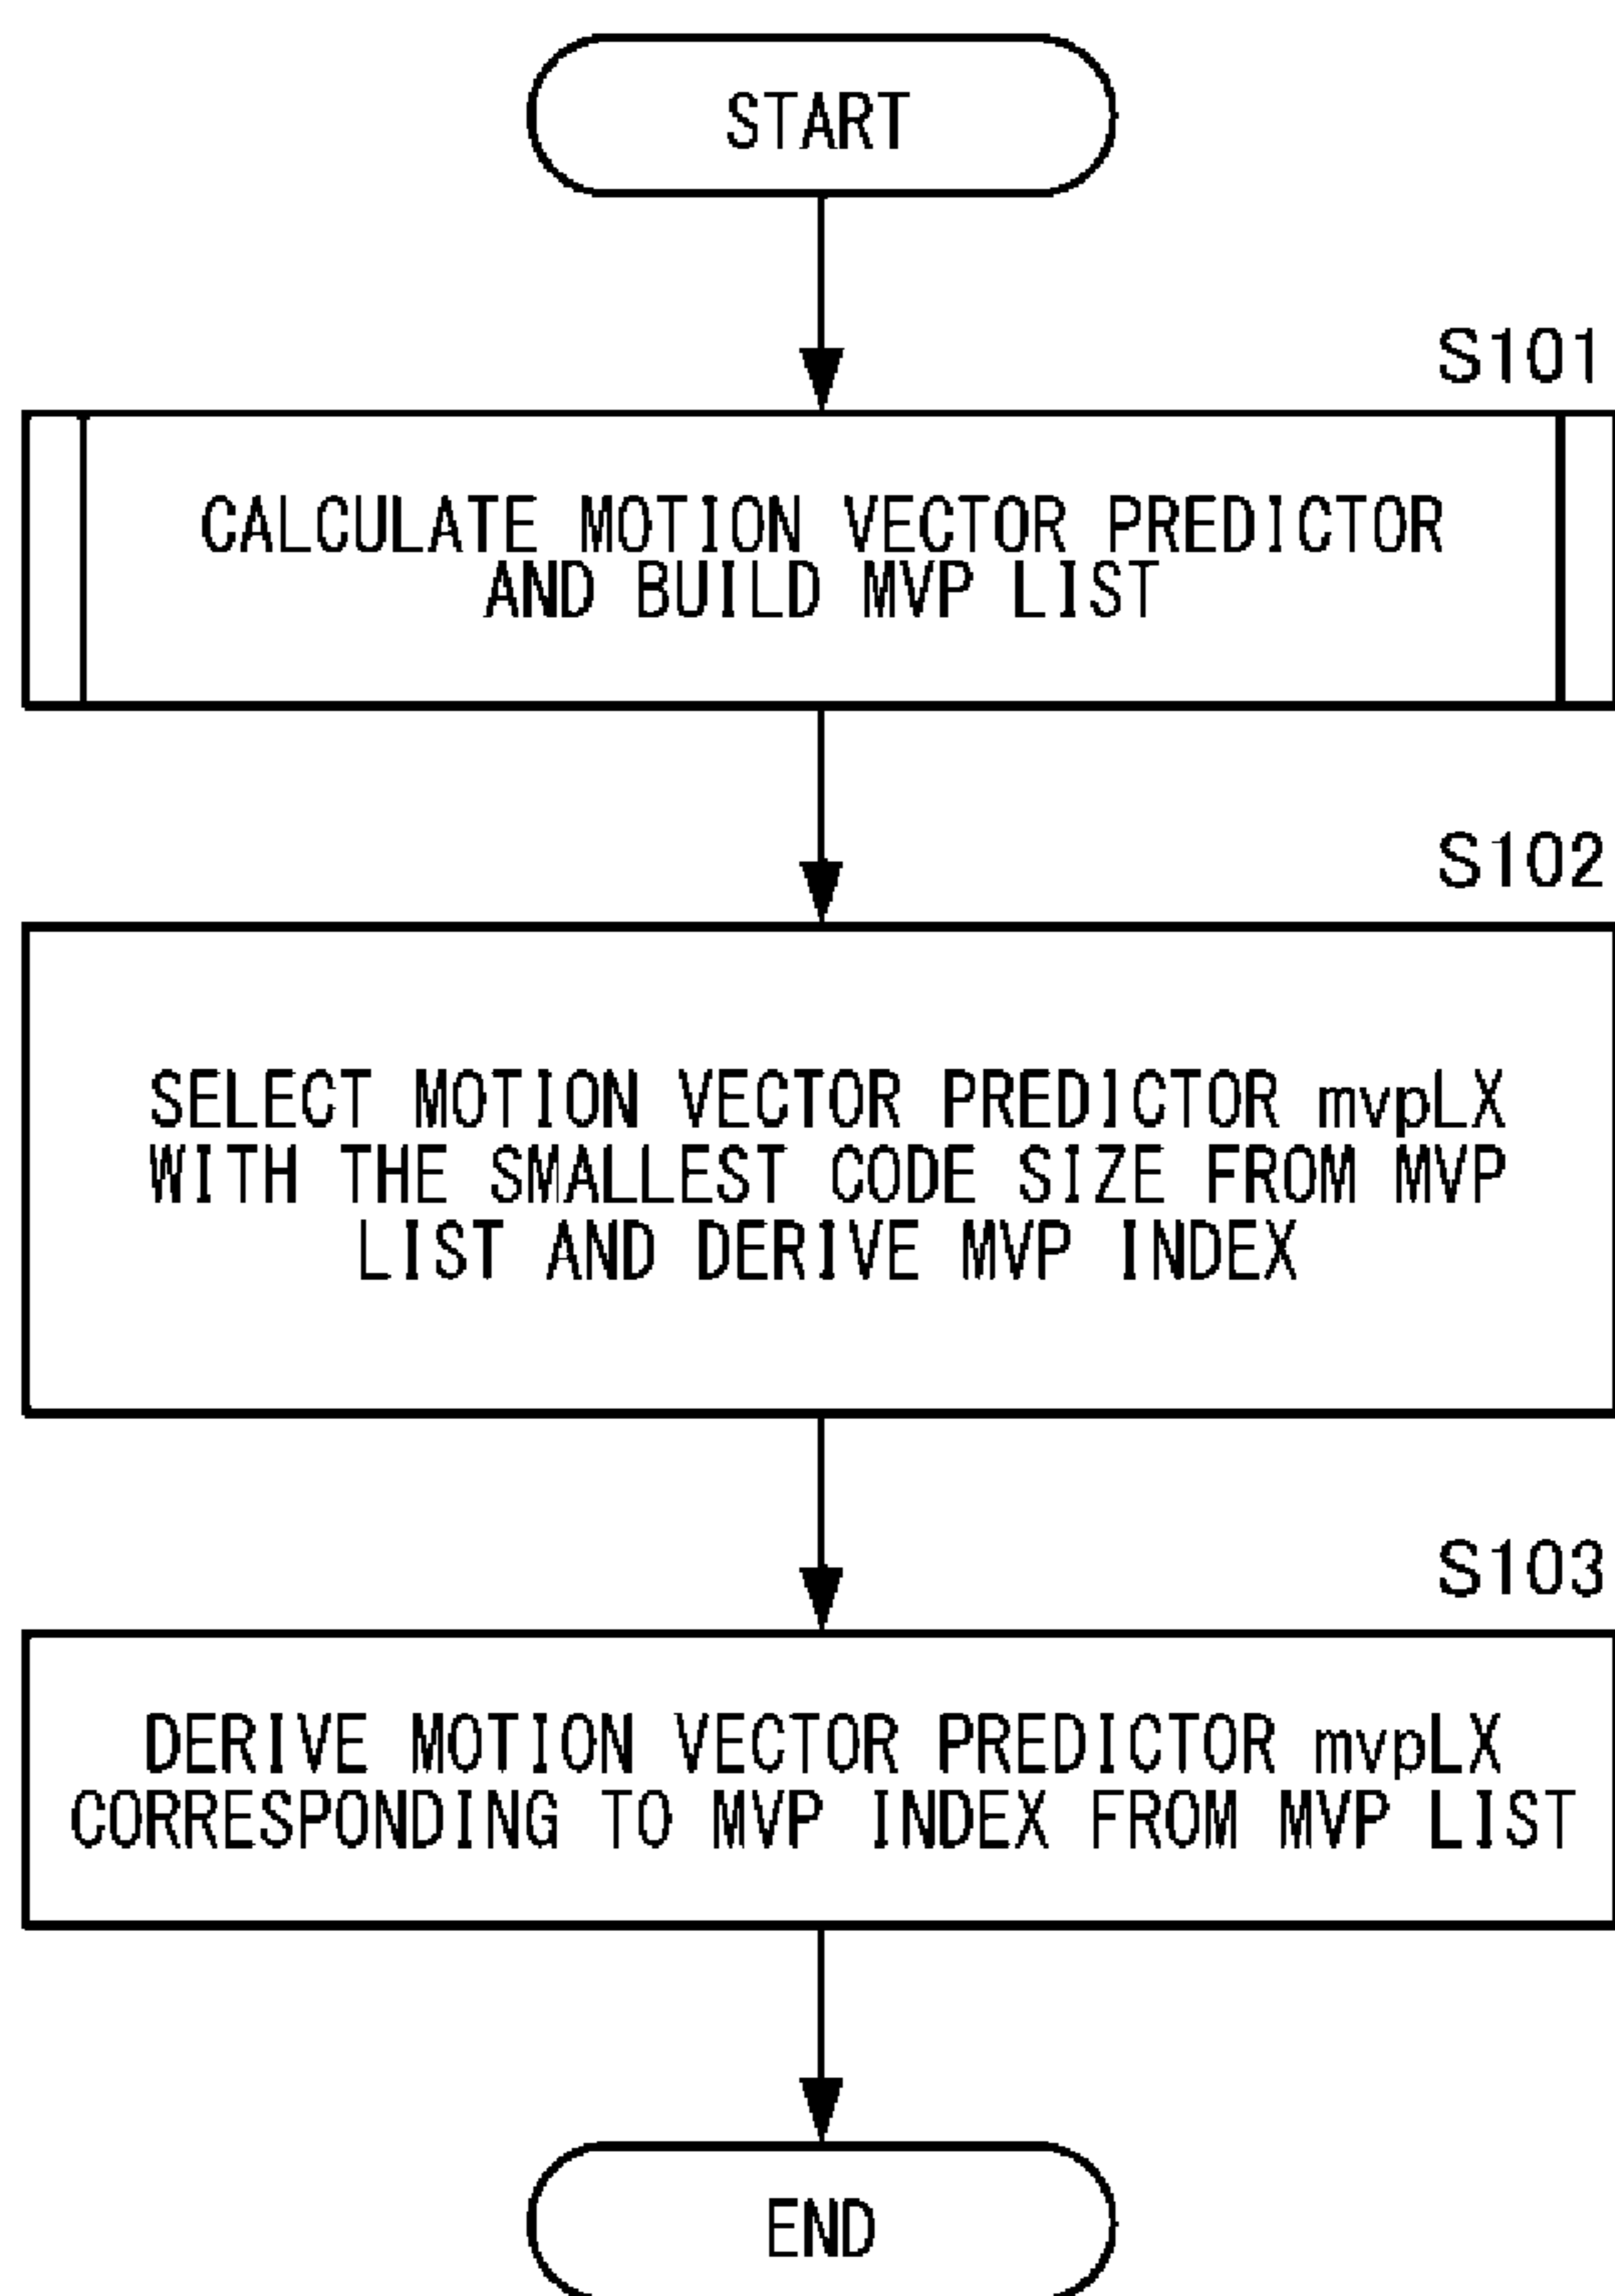 START
S101
CALCULATE MOTION VECTOR PREDICTOR
AND BUILD MVP LIST
S102
SELECT MOTION VECTOR PREDICTOR mvpLX
WITH THE SMALLEST CODE SIZE FROM MVP
LIST AND DERIVE MVP INDEX
S103
DERIVE MOTION VECTOR PREDICTOR mvpLX
CORRESPONDING TO MVP INDEX FROM MVP LIST
END